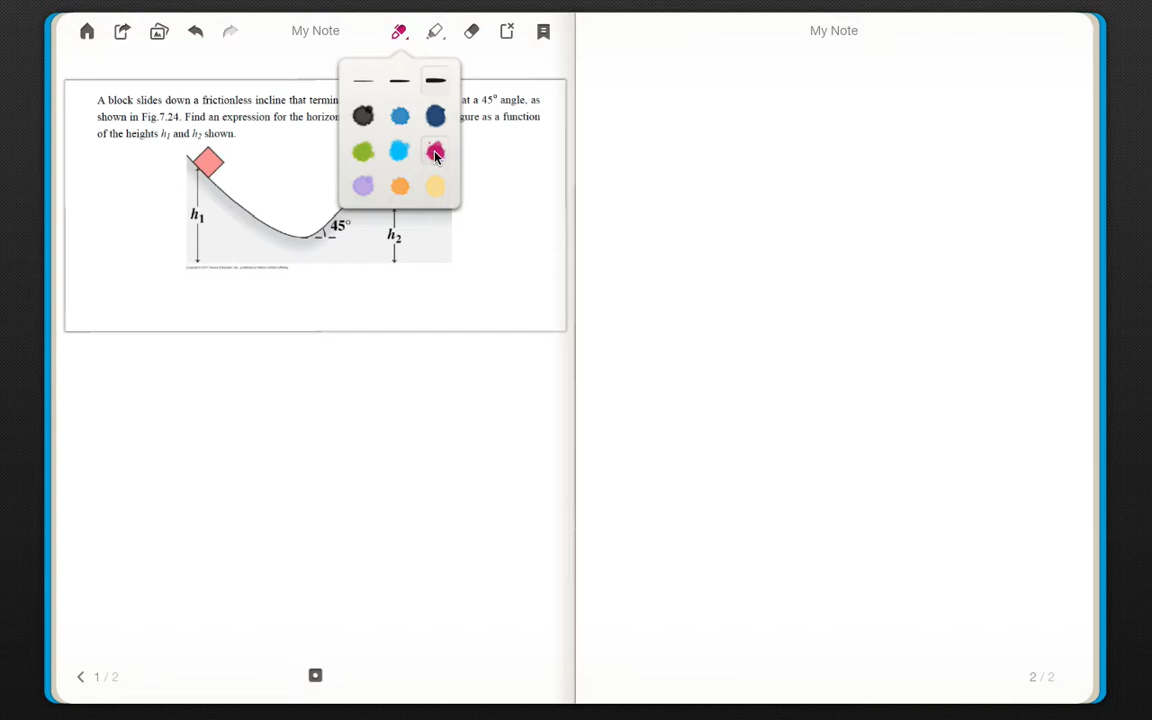 My Note
My Note
A block slides down a frictionless incline that termin at a 45° angle, as
shown in Fig.7.24. Find an expression for the horizon gure as a function
of the heights h1 and h2 shown.
h1
45°
h2
1 / 2
2 / 2